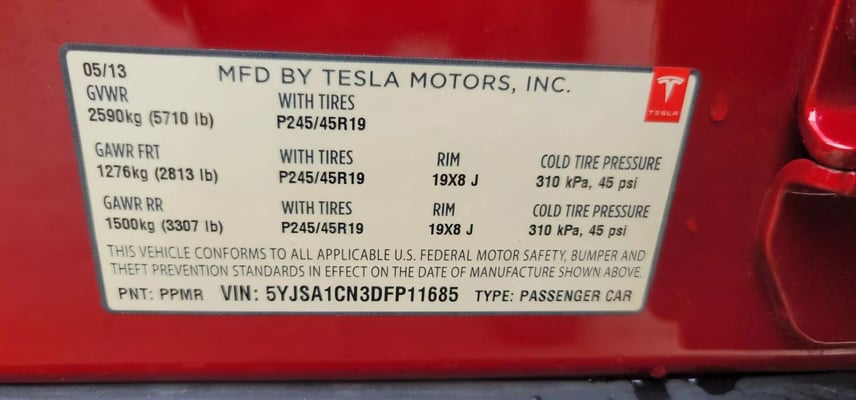 05/13 MFD BY TESLA MOTORS, INC.
TESLA
GVWR WITH TIRES
2590kg (5710 lb) P245/45R19
GAWR FRT WITH TIRES RIM COLD TIRE PRESSURE
1276kg (2813 lb) P245/45R19 19X8 J 310 kPa, 45 psi
GAWR RR WITH TIRES RIM COLD TIRE PRESSURE
1500kg (3307 lb) P245/45R19 19X8 J 310 kPa, 45 psi
THIS VEHICLE CONFORMS TO ALL APPLICABLE U.S. FEDERAL MOTOR SAFETY, BUMPER AND
THEFT PREVENTION STANDARDS IN EFFECT ON THE DATE OF MANUFACTURE SHOWN ABOVE.
PNT: PPMR VIN: 5YJSA1CN3DFP11685 TYPE: PASSENGER CAR